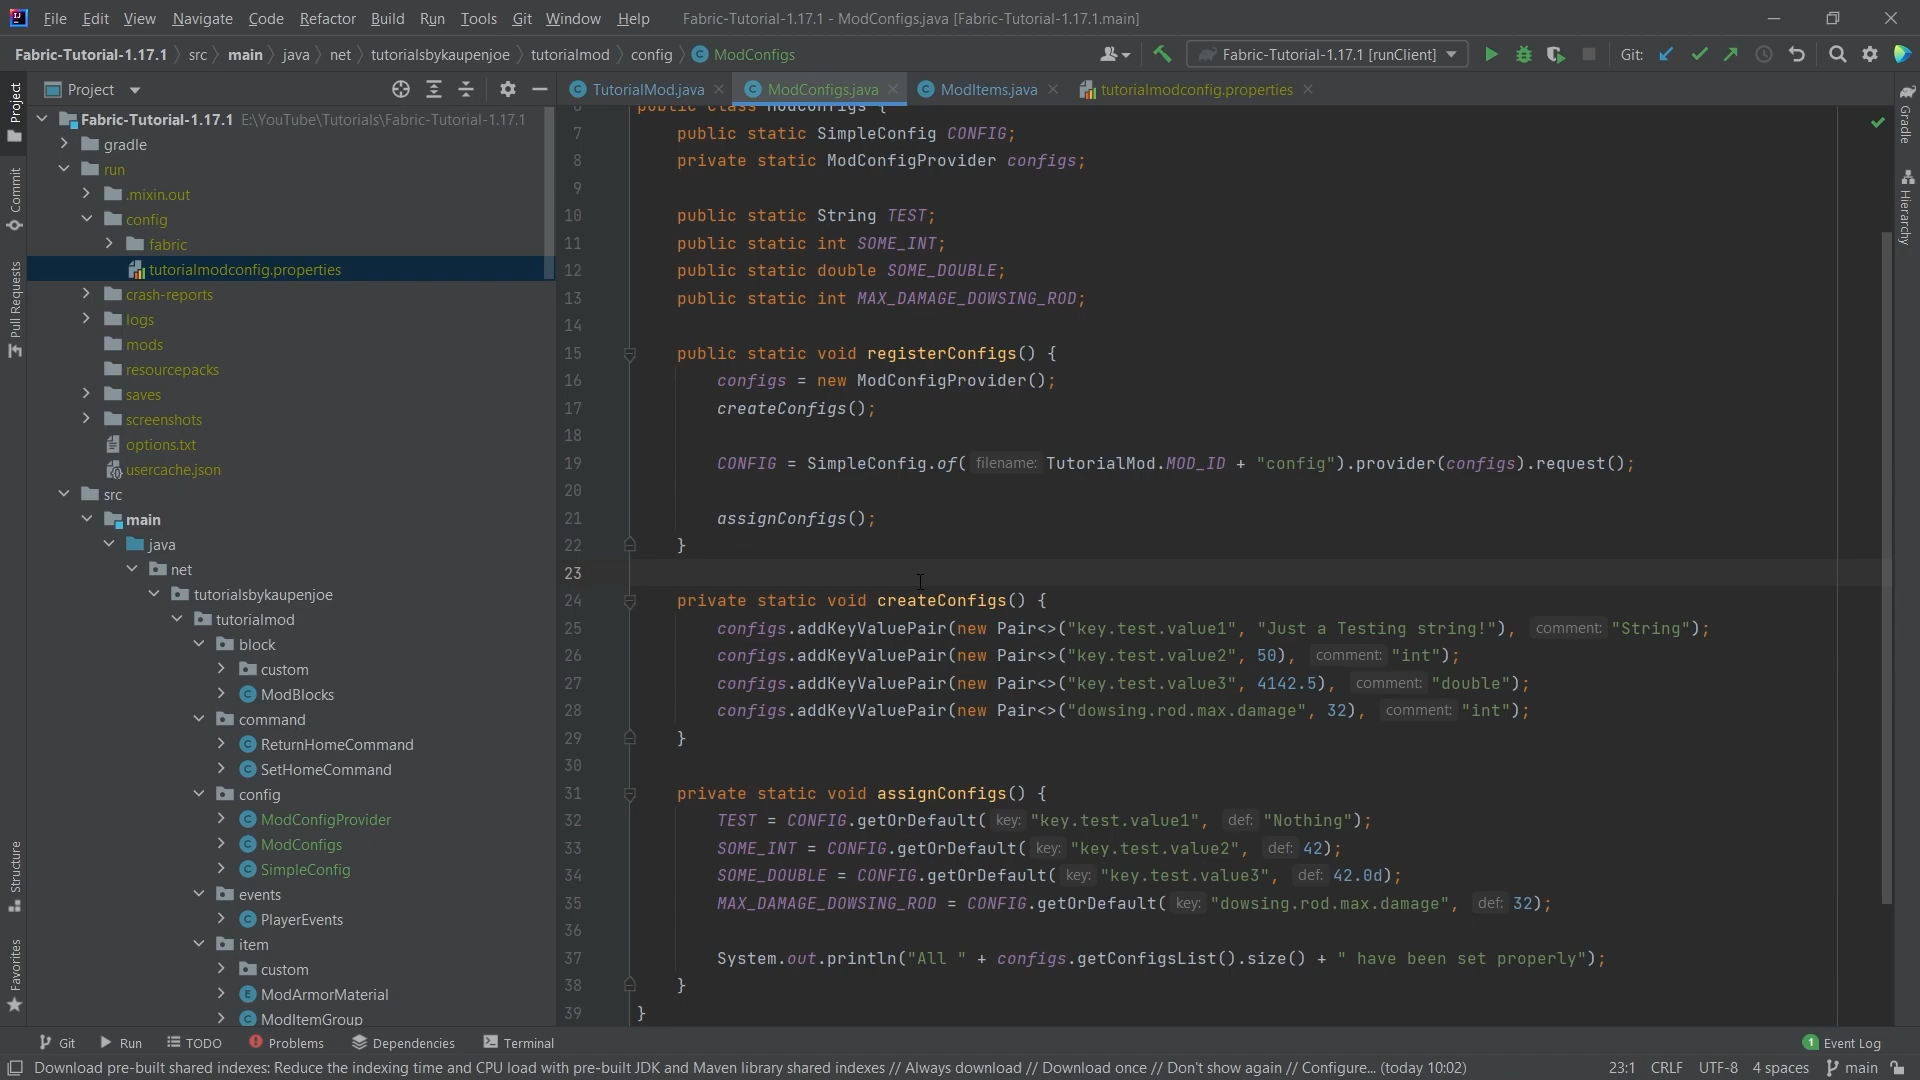 File Edit View Navigate Code Refactor Build Run Tools Git Window Help Fabric-Tutorial-1.17.1 - ModConfigs.java [Fabric-Tutorial-1.17.1.main]
Fabric-Tutorial-1.17.1 src main java net tutorialsbykaupenjoe tutorialmod config ModConfigs Fabric-Tutorial-1.17.1 [runClient] Git:
Project
TutorialMod.java ModConfigs.java ModItems.java tutorialmodconfig.properties
Project
Commit
Pull Requests
Structure
Favorites
Gradle
Hierarchy
Fabric-Tutorial-1.17.1 E:\YouTube\Tutorials\Fabric-Tutorial-1.17.1
gradle
run
.mixin.out
config
fabric
tutorialmodconfig.properties
crash-reports
logs
mods
resourcepacks
saves
screenshots
options.txt
usercache.json
src
main
java
net
tutorialsbykaupenjoe
tutorialmod
block
custom
ModBlocks
command
ReturnHomeCommand
SetHomeCommand
config
ModConfigProvider
ModConfigs
SimpleConfig
events
PlayerEvents
item
custom
ModArmorMaterial
ModItemGroup
6 public class ModConfigs {
7 public static SimpleConfig CONFIG;
8 private static ModConfigProvider configs;
9
10 public static String TEST;
11 public static int SOME_INT;
12 public static double SOME_DOUBLE;
13 public static int MAX_DAMAGE_DOWSING_ROD;
14
15 public static void registerConfigs() {
16 configs = new ModConfigProvider();
17 createConfigs();
18
19 CONFIG = SimpleConfig.of( filename: TutorialMod.MOD_ID + "config").provider(configs).request();
20
21 assignConfigs();
22 }
23
24 private static void createConfigs() {
25 configs.addKeyValuePair(new Pair<>("key.test.value1", "Just a Testing string!"), comment: "String");
26 configs.addKeyValuePair(new Pair<>("key.test.value2", 50), comment: "int");
27 configs.addKeyValuePair(new Pair<>("key.test.value3", 4142.5), comment: "double");
28 configs.addKeyValuePair(new Pair<>("dowsing.rod.max.damage", 32), comment: "int");
29 }
30
31 private static void assignConfigs() {
32 TEST = CONFIG.getOrDefault( key: "key.test.value1", def: "Nothing");
33 SOME_INT = CONFIG.getOrDefault( key: "key.test.value2", def: 42);
34 SOME_DOUBLE = CONFIG.getOrDefault( key: "key.test.value3", def: 42.0d);
35 MAX_DAMAGE_DOWSING_ROD = CONFIG.getOrDefault( key: "dowsing.rod.max.damage", def: 32);
36
37 System.out.println("All " + configs.getConfigsList().size() + " have been set properly");
38 }
39 }
Git Run TODO Problems Dependencies Terminal 1 Event Log
Download pre-built shared indexes: Reduce the indexing time and CPU load with pre-built JDK and Maven library shared indexes // Always download // Download once // Don't show again // Configure... (today 10:02) 23:1 CRLF UTF-8 4 spaces main